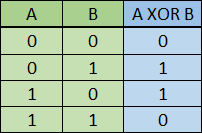 A B A XOR B
0 0 0
0 1 1
1 0 1
1 1 0